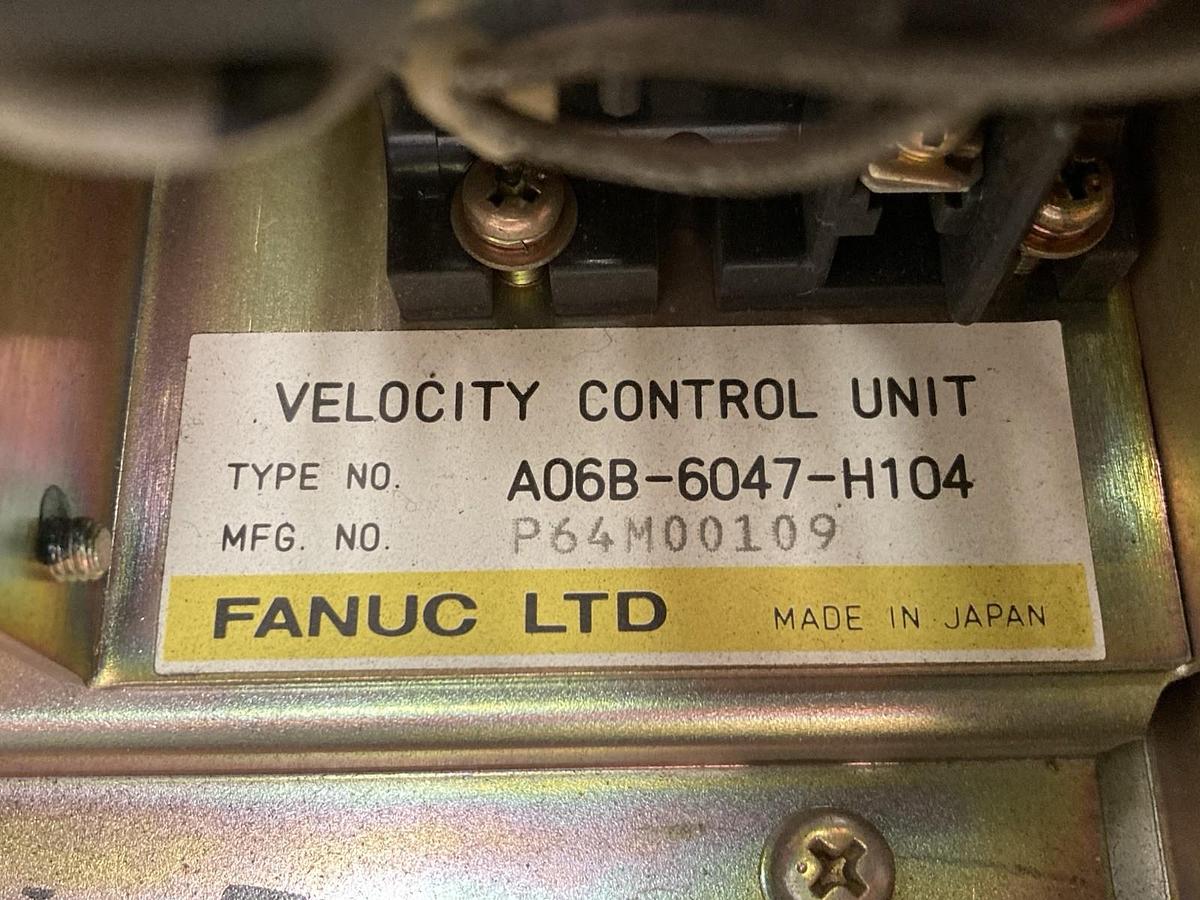 VELOCITY CONTROL UNIT
TYPE NO. A06B-6047-H104
MFG. NO. P64M00109
FANUC LTD MADE IN JAPAN